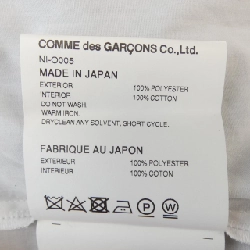 COMME des GARÇONS Co.,Ltd.
NI-O005
MADE IN JAPAN
EXTERIOR 100% POLYESTER
INTERIOR 100% COTTON
DO NOT WASH.
WARM IRON.
DRYCLEAN ANY SOLVENT, SHORT CYCLE.
FABRIQUE AU JAPON
EXTERIEUR 100% POLYESTER
INTERIEUR 100% COTON
P W